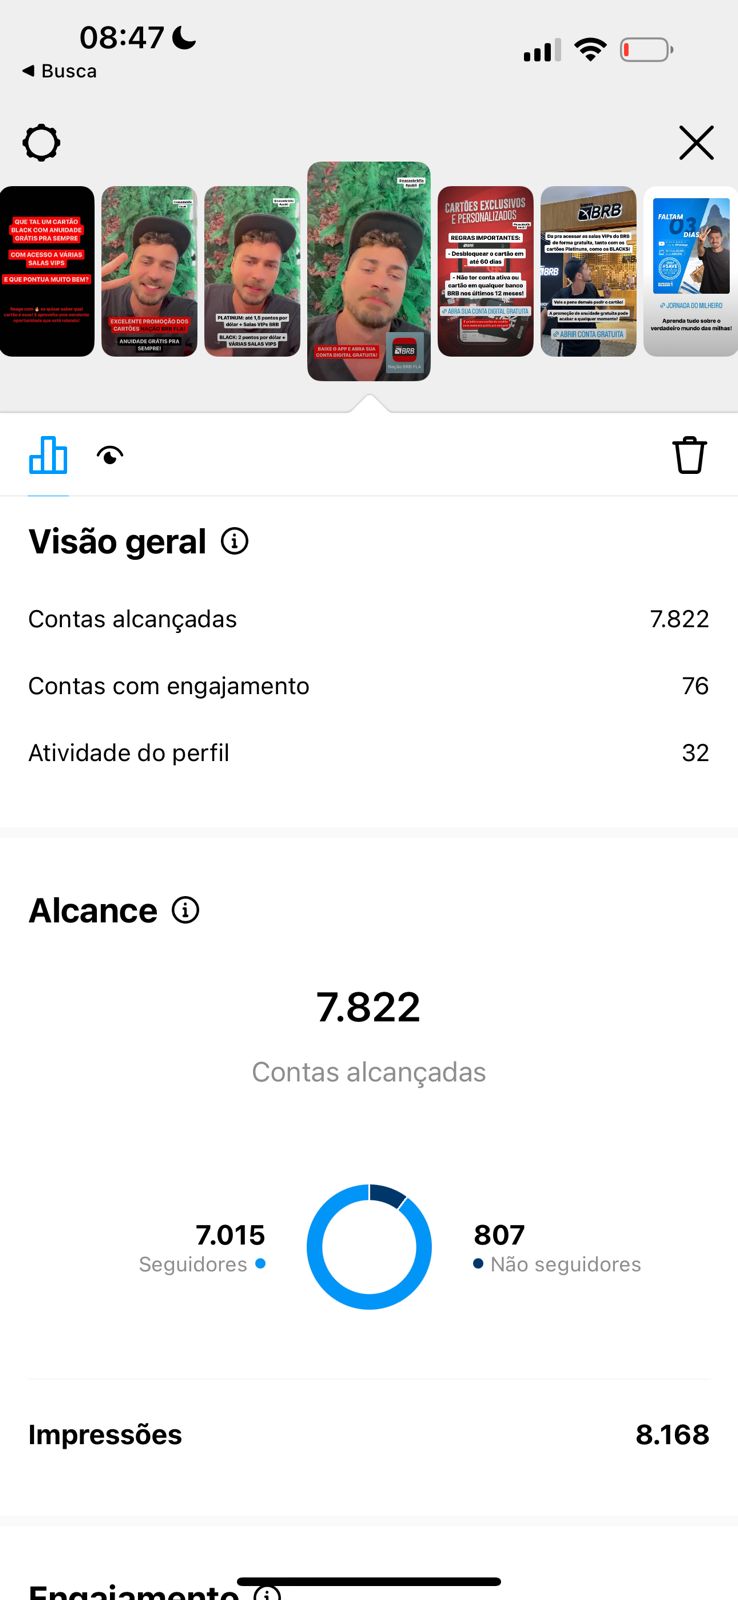 08:47
◀ Busca
QUE TAL UM CARTÃO
BLACK COM ANUIDADE
GRÁTIS PRA SEMPRE
COM ACESSO A VÁRIAS
SALAS VIPS
E QUE PONTUA MUITO BEM?
EXCELENTE PROMOÇÃO DOS
CARTÕES NAÇÃO BRB FLA!
ANUIDADE GRÁTIS PRA
SEMPRE!
PLATINUM: até 1,5 pontos por
dólar + Salas VIPs BRB
BLACK: 2 pontos por dólar +
VÁRIAS SALAS VIPS
BAIXE O APP E ABRA SUA
CONTA DIGITAL GRATUITA!
BRB
Nação BRB FLA
CARTÕES EXCLUSIVOS
E PERSONALIZADOS
REGRAS IMPORTANTES:
- Desbloquear o cartão em
até 60 dias
- Não ter conta ativa ou
cartão em qualquer banco
BRB nos últimos 12 meses!
ABRA SUA CONTA DIGITAL GRATUITA
BRB
Da pra acessar as salas VIPs do BRB
de forma gratuita, tanto com os
cartões Platinuns, como os BLACKS!
BRB
Veja a pena demais pedir o cartão!
A promoção de anuidade gratuita pode
acabar a qualquer momento!
ABRIR CONTA GRATUITA
FALTAM
03
DIAS
JORNADA DO MILHEIRO
Aprenda tudo sobre o
verdadeiro mundo das milhas!
Visão geral
Contas alcançadas 7.822
Contas com engajamento 76
Atividade do perfil 32
Alcance
7.822
Contas alcançadas
7.015
Seguidores
807
Não seguidores
Impressões 8.168
Engajamento